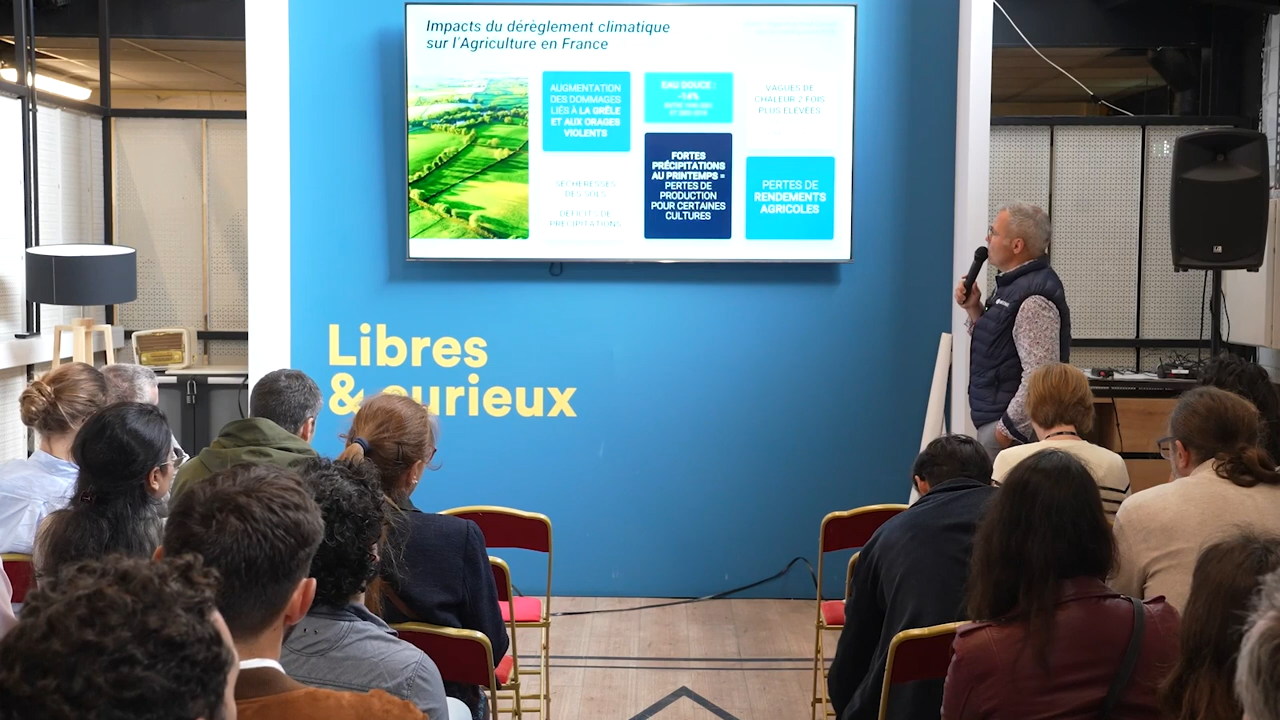 Impacts du dérèglement climatique
sur l'Agriculture en France
AUGMENTATION
DES DOMMAGES
LIÉS À LA GRÊLE
ET AUX ORAGES
VIOLENTS
SÉCHERESSES
DES SOLS
DÉFICITS DE
PRÉCIPITATIONS
EAU DOUCE :
-14%
FORTES
PRÉCIPITATIONS
AU PRINTEMPS =
PERTES DE
PRODUCTION
POUR CERTAINES
CULTURES
VAGUES DE
CHALEUR 2 FOIS
PLUS ÉLEVÉES
PERTES DE
RENDEMENTS
AGRICOLES
Libres
& curieux